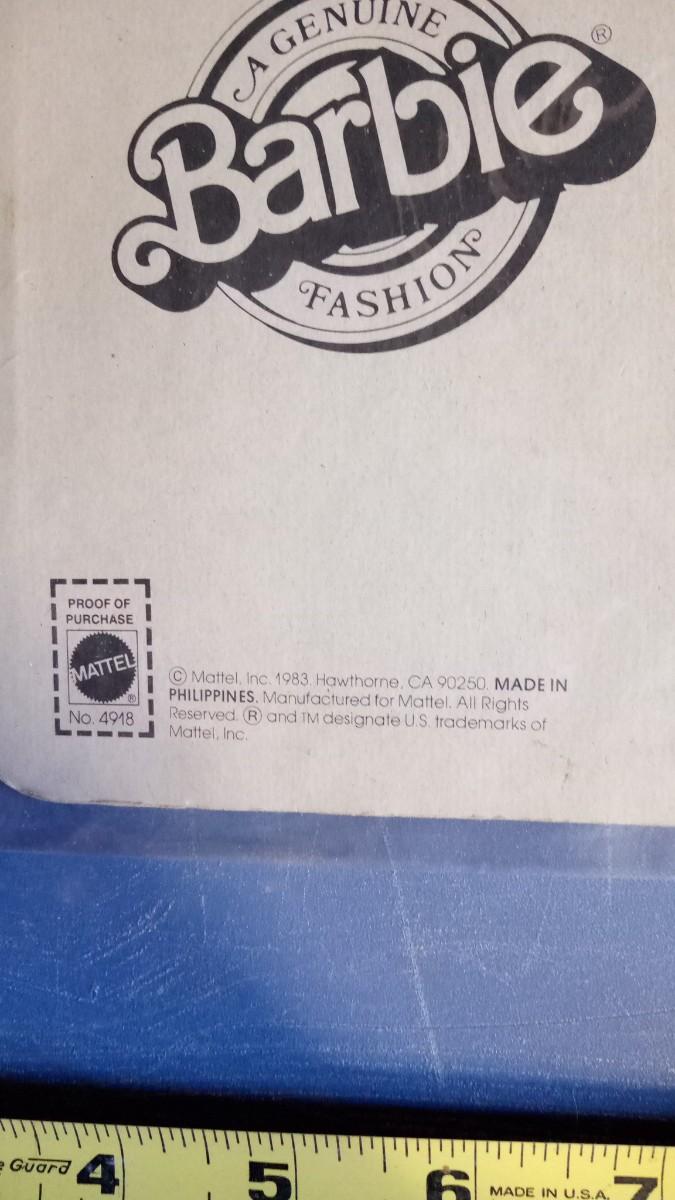 A GENUINE
Barbie®
FASHION
PROOF OF
PURCHASE
MATTEL
®
No. 4918
© Mattel, Inc. 1983. Hawthorne, CA 90250. MADE IN
PHILIPPINES. Manufactured for Mattel. All Rights
Reserved. ® and TM designate U.S. trademarks of
Mattel, Inc.
Guard 4 5 6 MADE IN U.S.A. 7